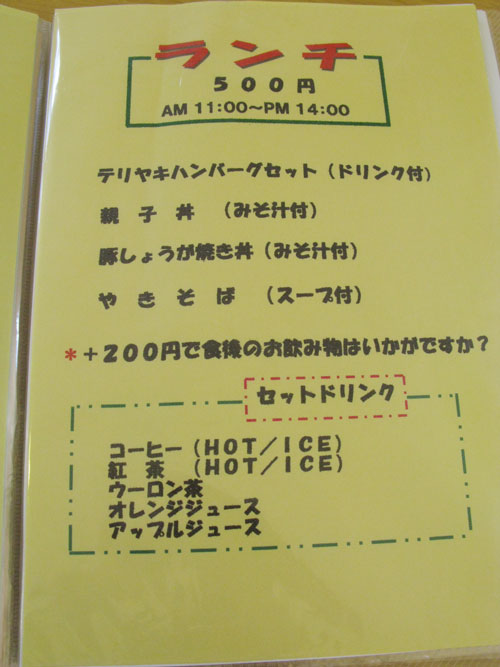 ランチ
５００円
AM 11:00～PM 14:00
テリヤキハンバーグセット（ドリンク付）
親　子　丼　（みそ汁付）
豚しょうが焼き丼（みそ汁付）
や　き　そ　ば　（スープ付）
*＋２００円で食後のお飲み物はいかがですか？
セットドリンク
コーヒー（ＨＯＴ／ＩＣＥ）
紅　茶　（ＨＯＴ／ＩＣＥ）
ウーロン茶
オレンジジュース
アップルジュース